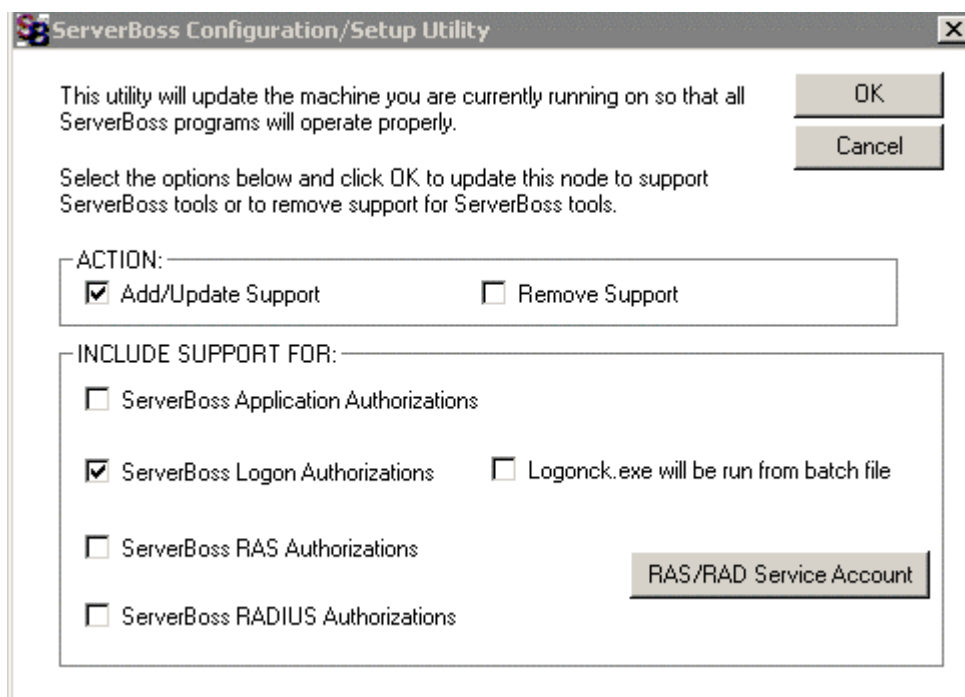 SB ServerBoss Configuration/Setup Utility
This utility will update the machine you are currently running on so that all
ServerBoss programs will operate properly.
OK
Cancel
Select the options below and click OK to update this node to support
ServerBoss tools or to remove support for ServerBoss tools.
ACTION:
Add/Update Support
Remove Support
INCLUDE SUPPORT FOR:
ServerBoss Application Authorizations
ServerBoss Logon Authorizations
Logonck.exe will be run from batch file
ServerBoss RAS Authorizations
RAS/RAD Service Account
ServerBoss RADIUS Authorizations